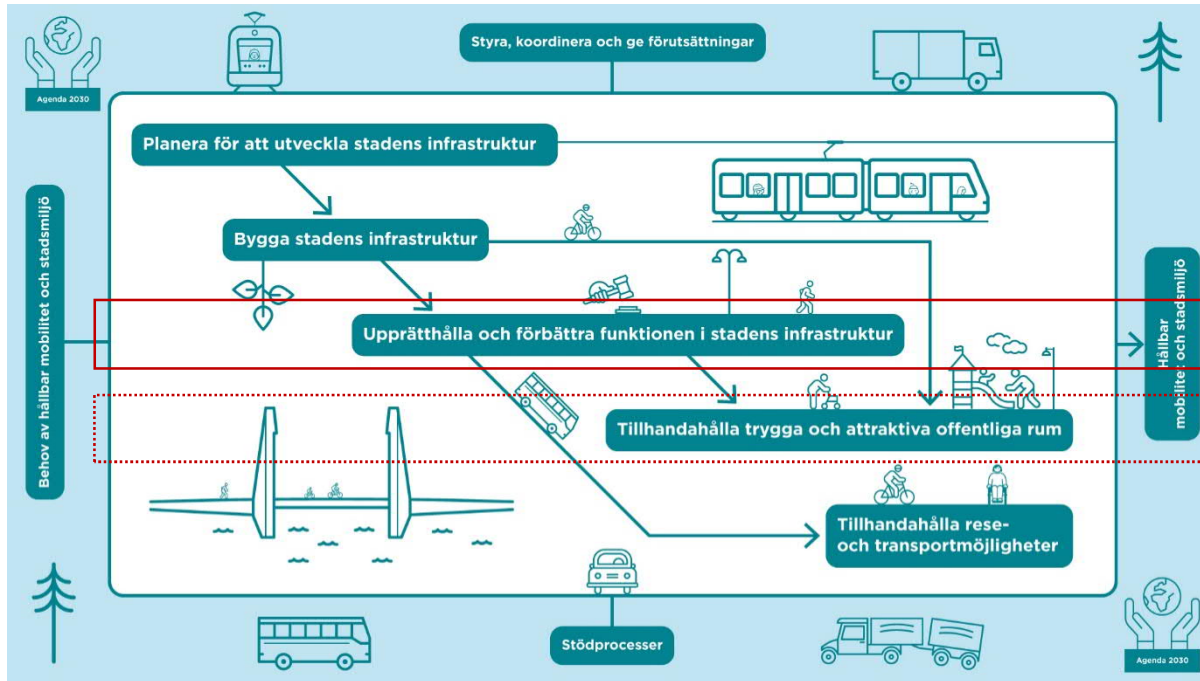 Styra, koordinera och ge förutsättningar
Agenda 2030
Planera för att utveckla stadens infrastruktur
Behov av hållbar mobilitet och stadsmiljö
Bygga stadens infrastruktur
Upprätthålla och förbättra funktionen i stadens infrastruktur
Hållbar
mobilitet och stadsmiljö
Tillhandahålla trygga och attraktiva offentliga rum
Tillhandahålla rese-
och transportmöjligheter
Stödprocesser
Agenda 2030